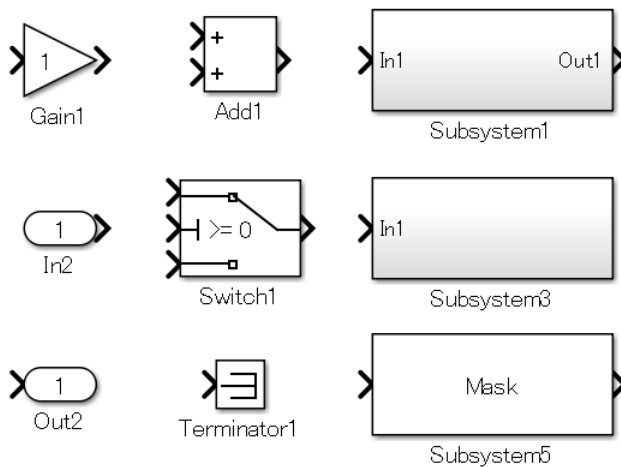 1
Gain1
+
+
Add1
In1 Out1
Subsystem1
1
In2
>= 0
Switch1
In1
Subsystem3
1
Out2
Terminator1
Mask
Subsystem5